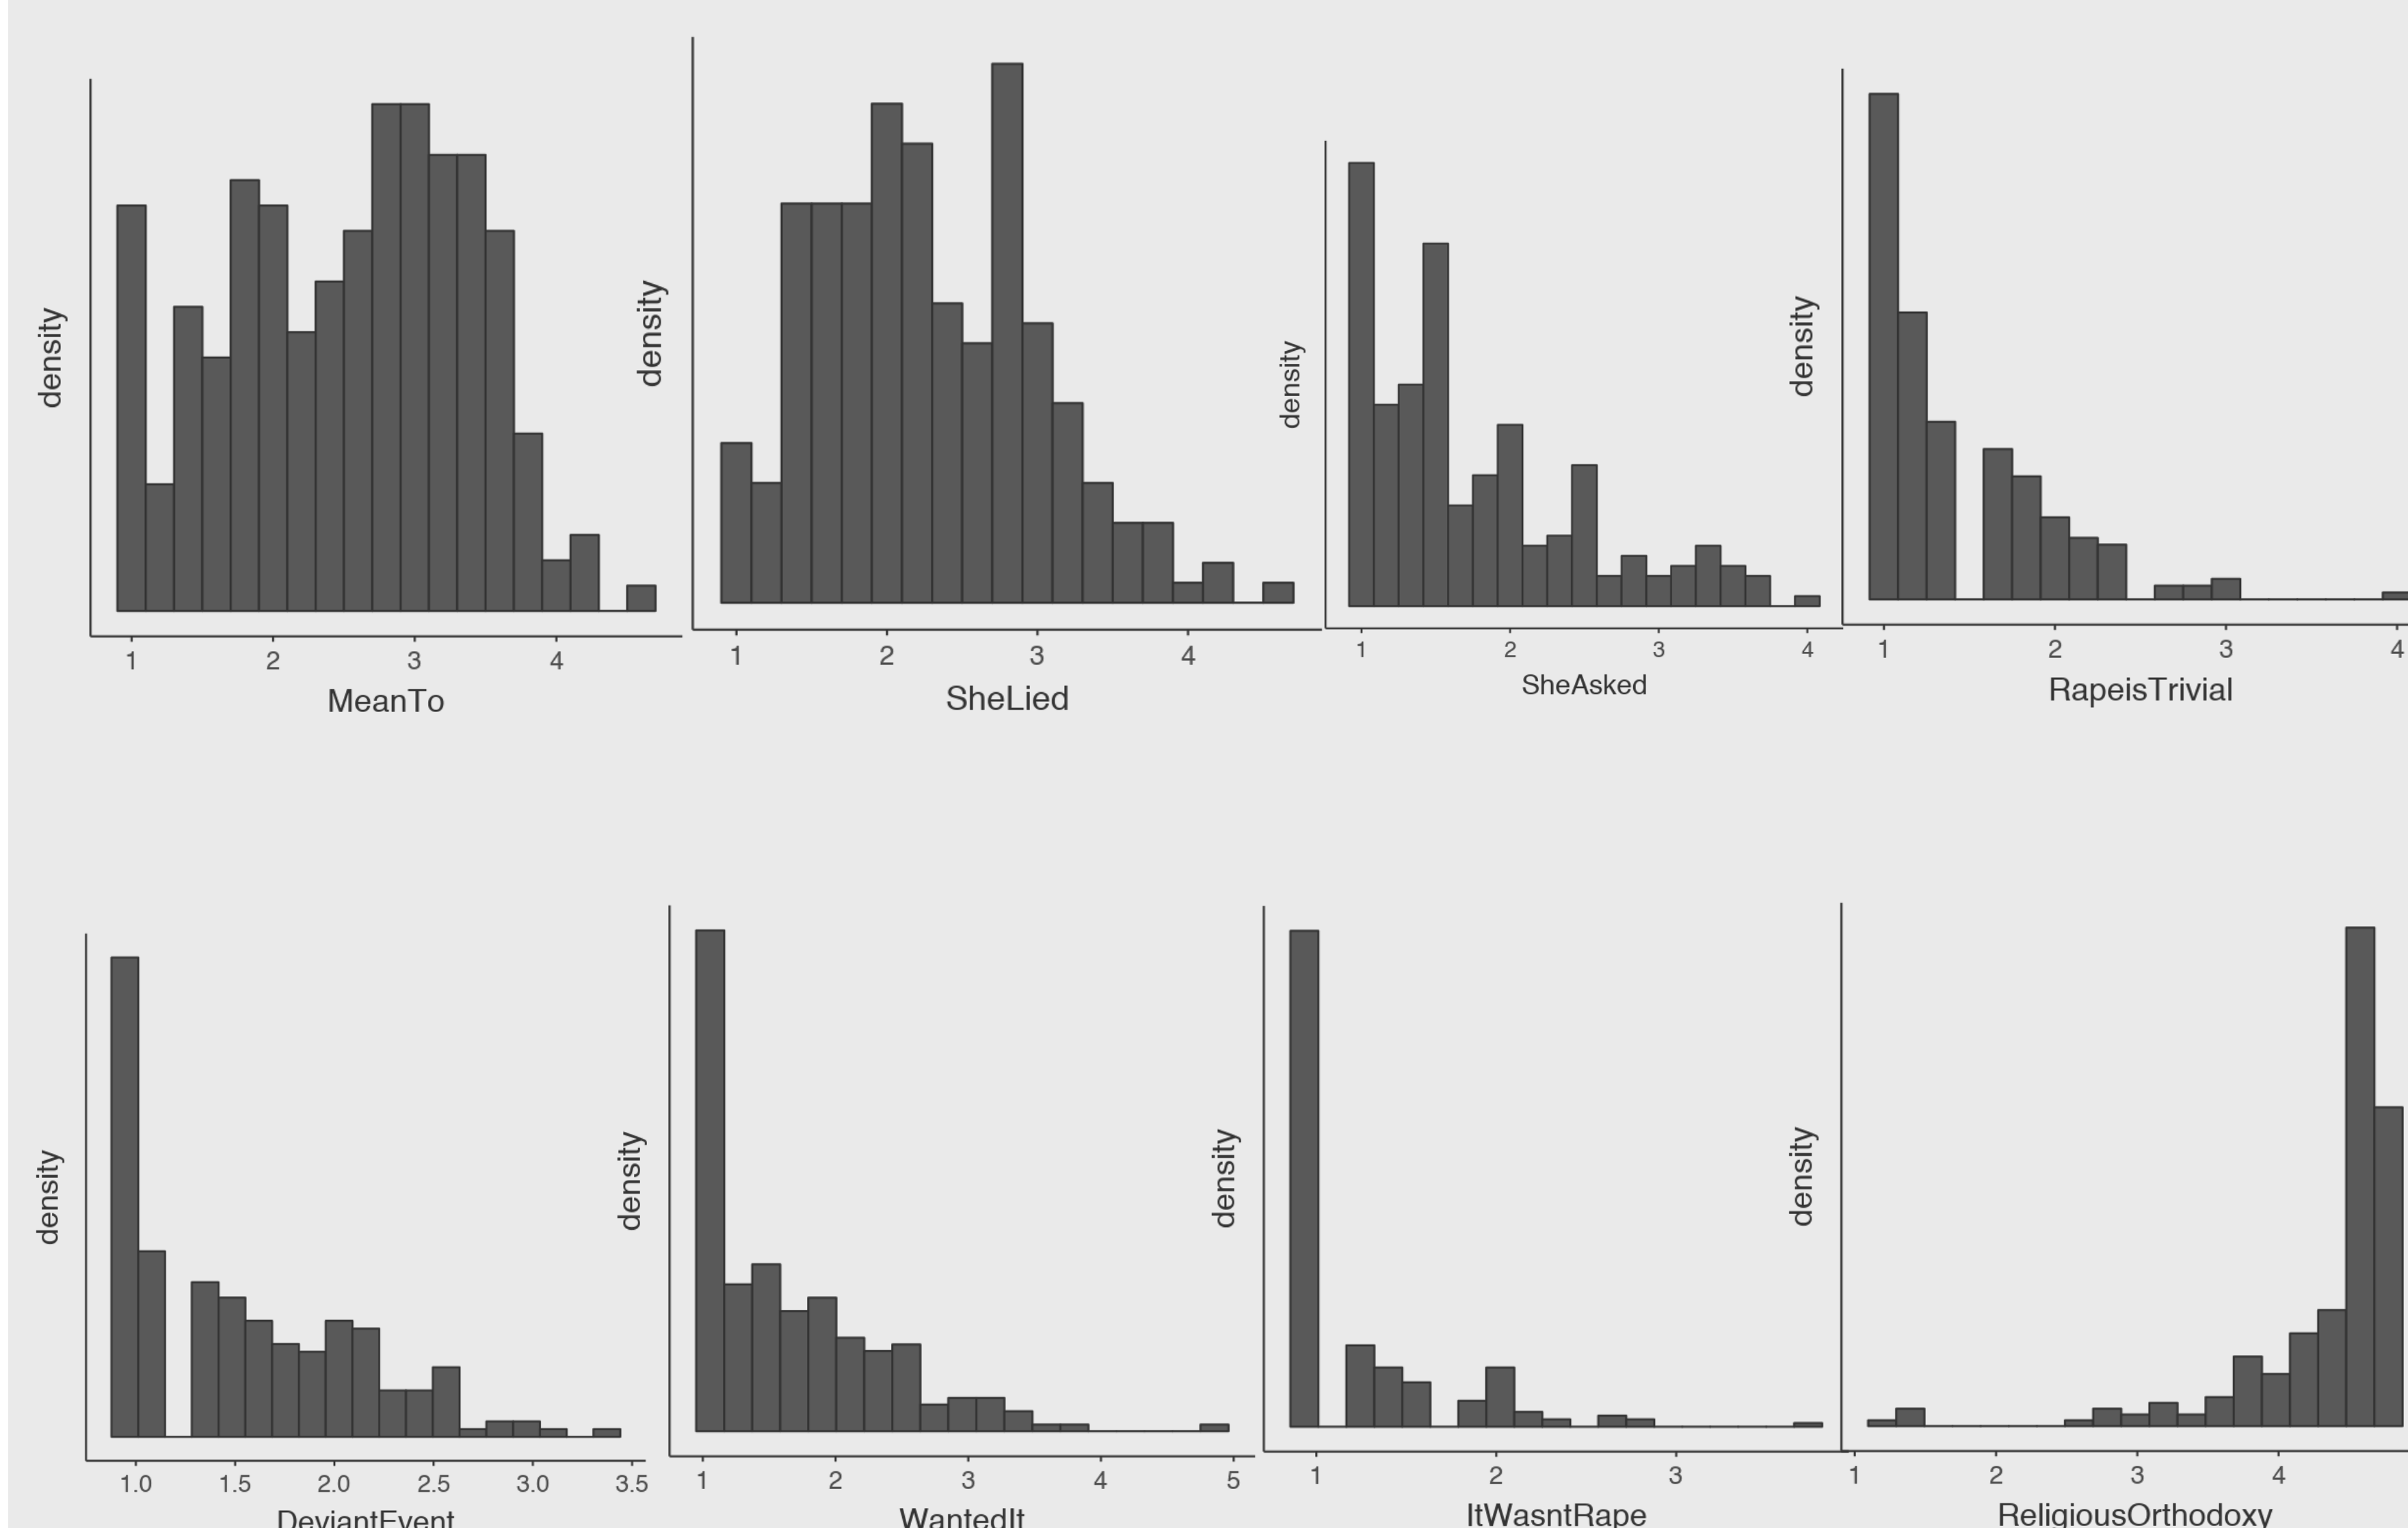 density
1 2 3 4
MeanTo
density
1 2 3 4
SheLied
density
1 2 3 4
SheAsked
density
1 2 3 4
RapeisTrivial
density
1.0 1.5 2.0 2.5 3.0 3.5
DeviantEvent
density
1 2 3 4 5
WantedIt
density
1 2 3
ItWasntRape
density
1 2 3 4
ReligiousOrthodoxy